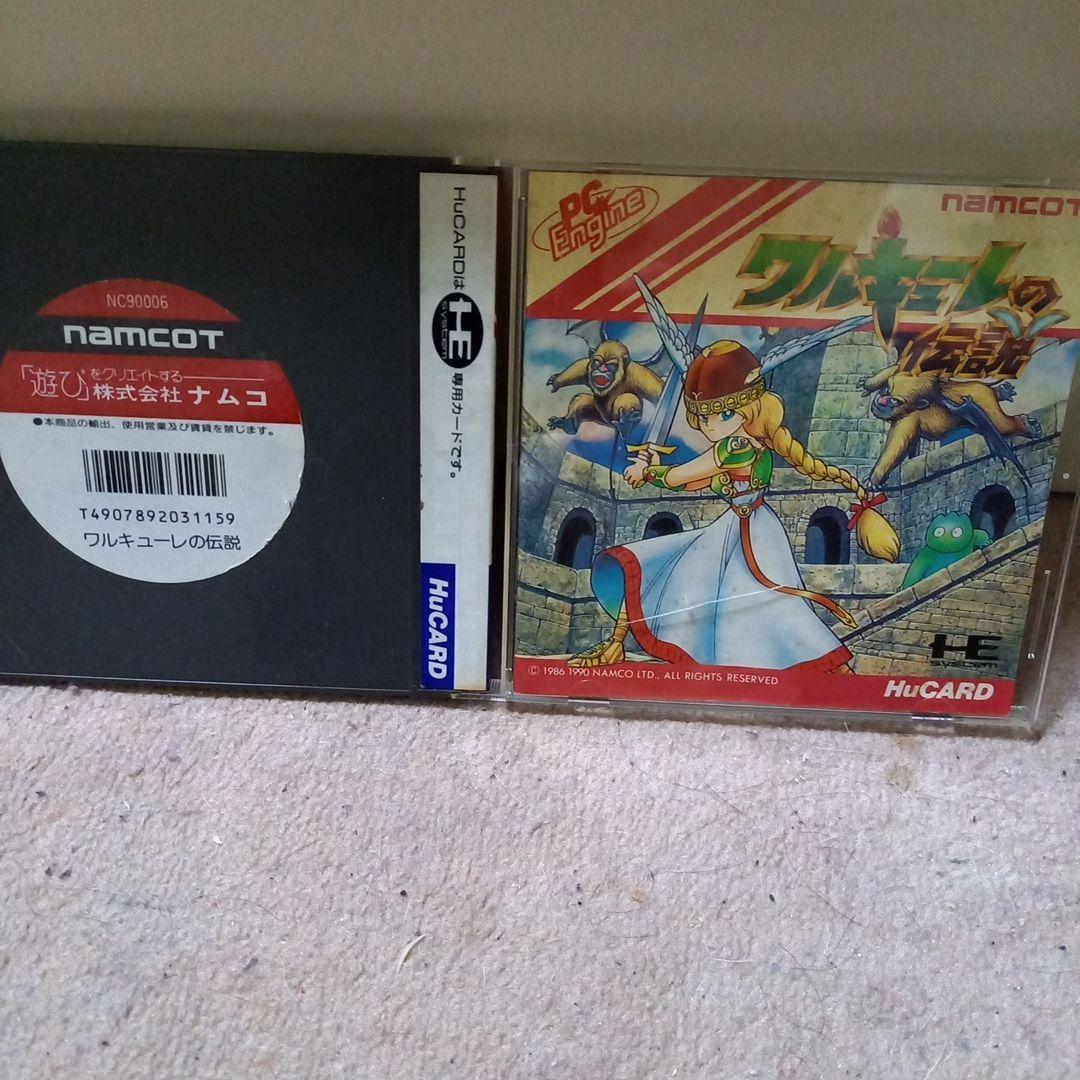 NC90006
namcoT
「遊び」をクリエイトする
株式会社 ナムコ
●本商品の輸出、使用営業及び賃貸を禁じます。
T4907892031159
ワルキューレの伝説
HuCARDは
HE
SYSTEM
専用カードです。
HuCARD
PC
Engine
namcoT
ワルキューレの
伝説
HE
SYSTEM
© 1986 1990 NAMCO LTD., ALL RIGHTS RESERVED
HuCARD